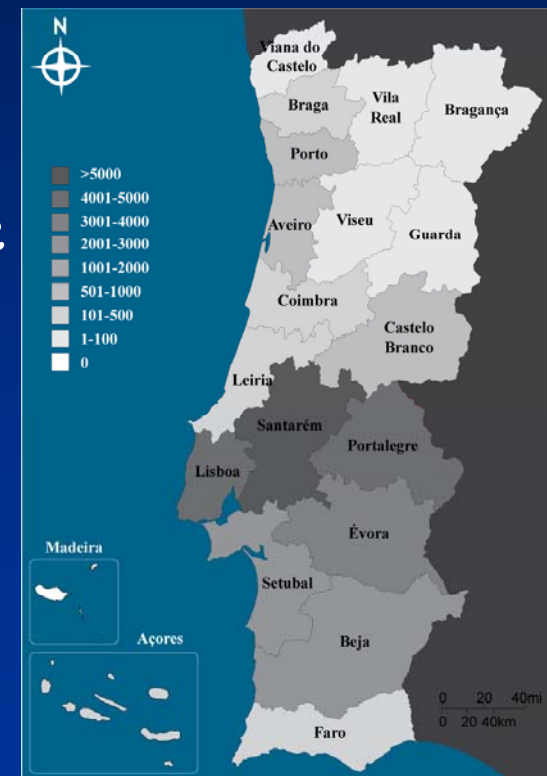 N
Viana do
Castelo
Braga
Vila
Real
Bragança
Porto
>5000
4001-5000
3001-4000
2001-3000
1001-2000
501-1000
101-500
1-100
0
Aveiro
Viseu
Guarda
Coimbra
Castelo
Branco
Leiria
Santarém
Portalegre
Lisboa
Évora
Madeira
Setubal
Açores
Beja
0 20 40mi
0 20 40km
Faro